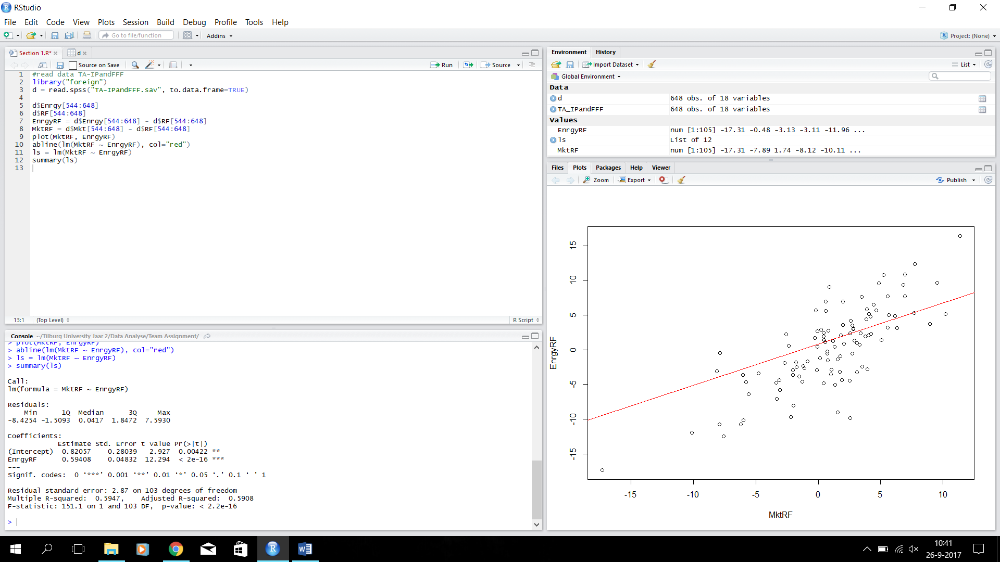 RStudio
File Edit Code View Plots Session Build Debug Profile Tools Help
Go to file/function Addins Project: (None)
Section 1.R* d
Source on Save Run Source
1 #read data TA-IPandFFF
2 library("foreign")
3 d = read.spss("TA-IPandFFF.sav", to.data.frame=TRUE)
4
5 d$Enrgy[544:648]
6 d$RF[544:648]
7 EnrgyRF = d$Enrgy[544:648] - d$RF[544:648]
8 MktRF = d$Mkt[544:648] - d$RF[544:648]
9 plot(MktRF, EnrgyRF)
10 abline(lm(MktRF ~ EnrgyRF), col="red")
11 ls = lm(MktRF ~ EnrgyRF)
12 summary(ls)
13
13:1 (Top Level) R Script
Console ~/Tilburg University Jaar 2/Data Analyse/Team Assignment/
> plot(MktRF, EnrgyRF)
> abline(lm(MktRF ~ EnrgyRF), col="red")
> ls = lm(MktRF ~ EnrgyRF)
> summary(ls)
Call:
lm(formula = MktRF ~ EnrgyRF)
Residuals:
Min 1Q Median 3Q Max
-8.4254 -1.5093 0.0417 1.8472 7.5930
Coefficients:
Estimate Std. Error t value Pr(>|t|)
(Intercept) 0.82057 0.28039 2.927 0.00422 **
EnrgyRF 0.59408 0.04832 12.294 < 2e-16 ***
---
Signif. codes: 0 ‘***’ 0.001 ‘**’ 0.01 ‘*’ 0.05 ‘.’ 0.1 ‘ ’ 1
Residual standard error: 2.87 on 103 degrees of freedom
Multiple R-squared: 0.5947, Adjusted R-squared: 0.5908
F-statistic: 151.1 on 1 and 103 DF, p-value: < 2.2e-16
>
Environment History
Import Dataset List
Global Environment
Data
d 648 obs. of 18 variables
TA_IPandFFF 648 obs. of 18 variables
Values
EnrgyRF num [1:105] -17.31 -0.48 -3.13 -3.11 -11.96 ...
ls List of 12
MktRF num [1:105] -17.31 -7.89 1.74 -8.12 -10.11 ...
Files Plots Packages Help Viewer
Zoom Export Publish
15
10
5
0
-5
-10
-15
EnrgyRF
-15 -10 -5 0 5 10
MktRF
10:41
26-9-2017